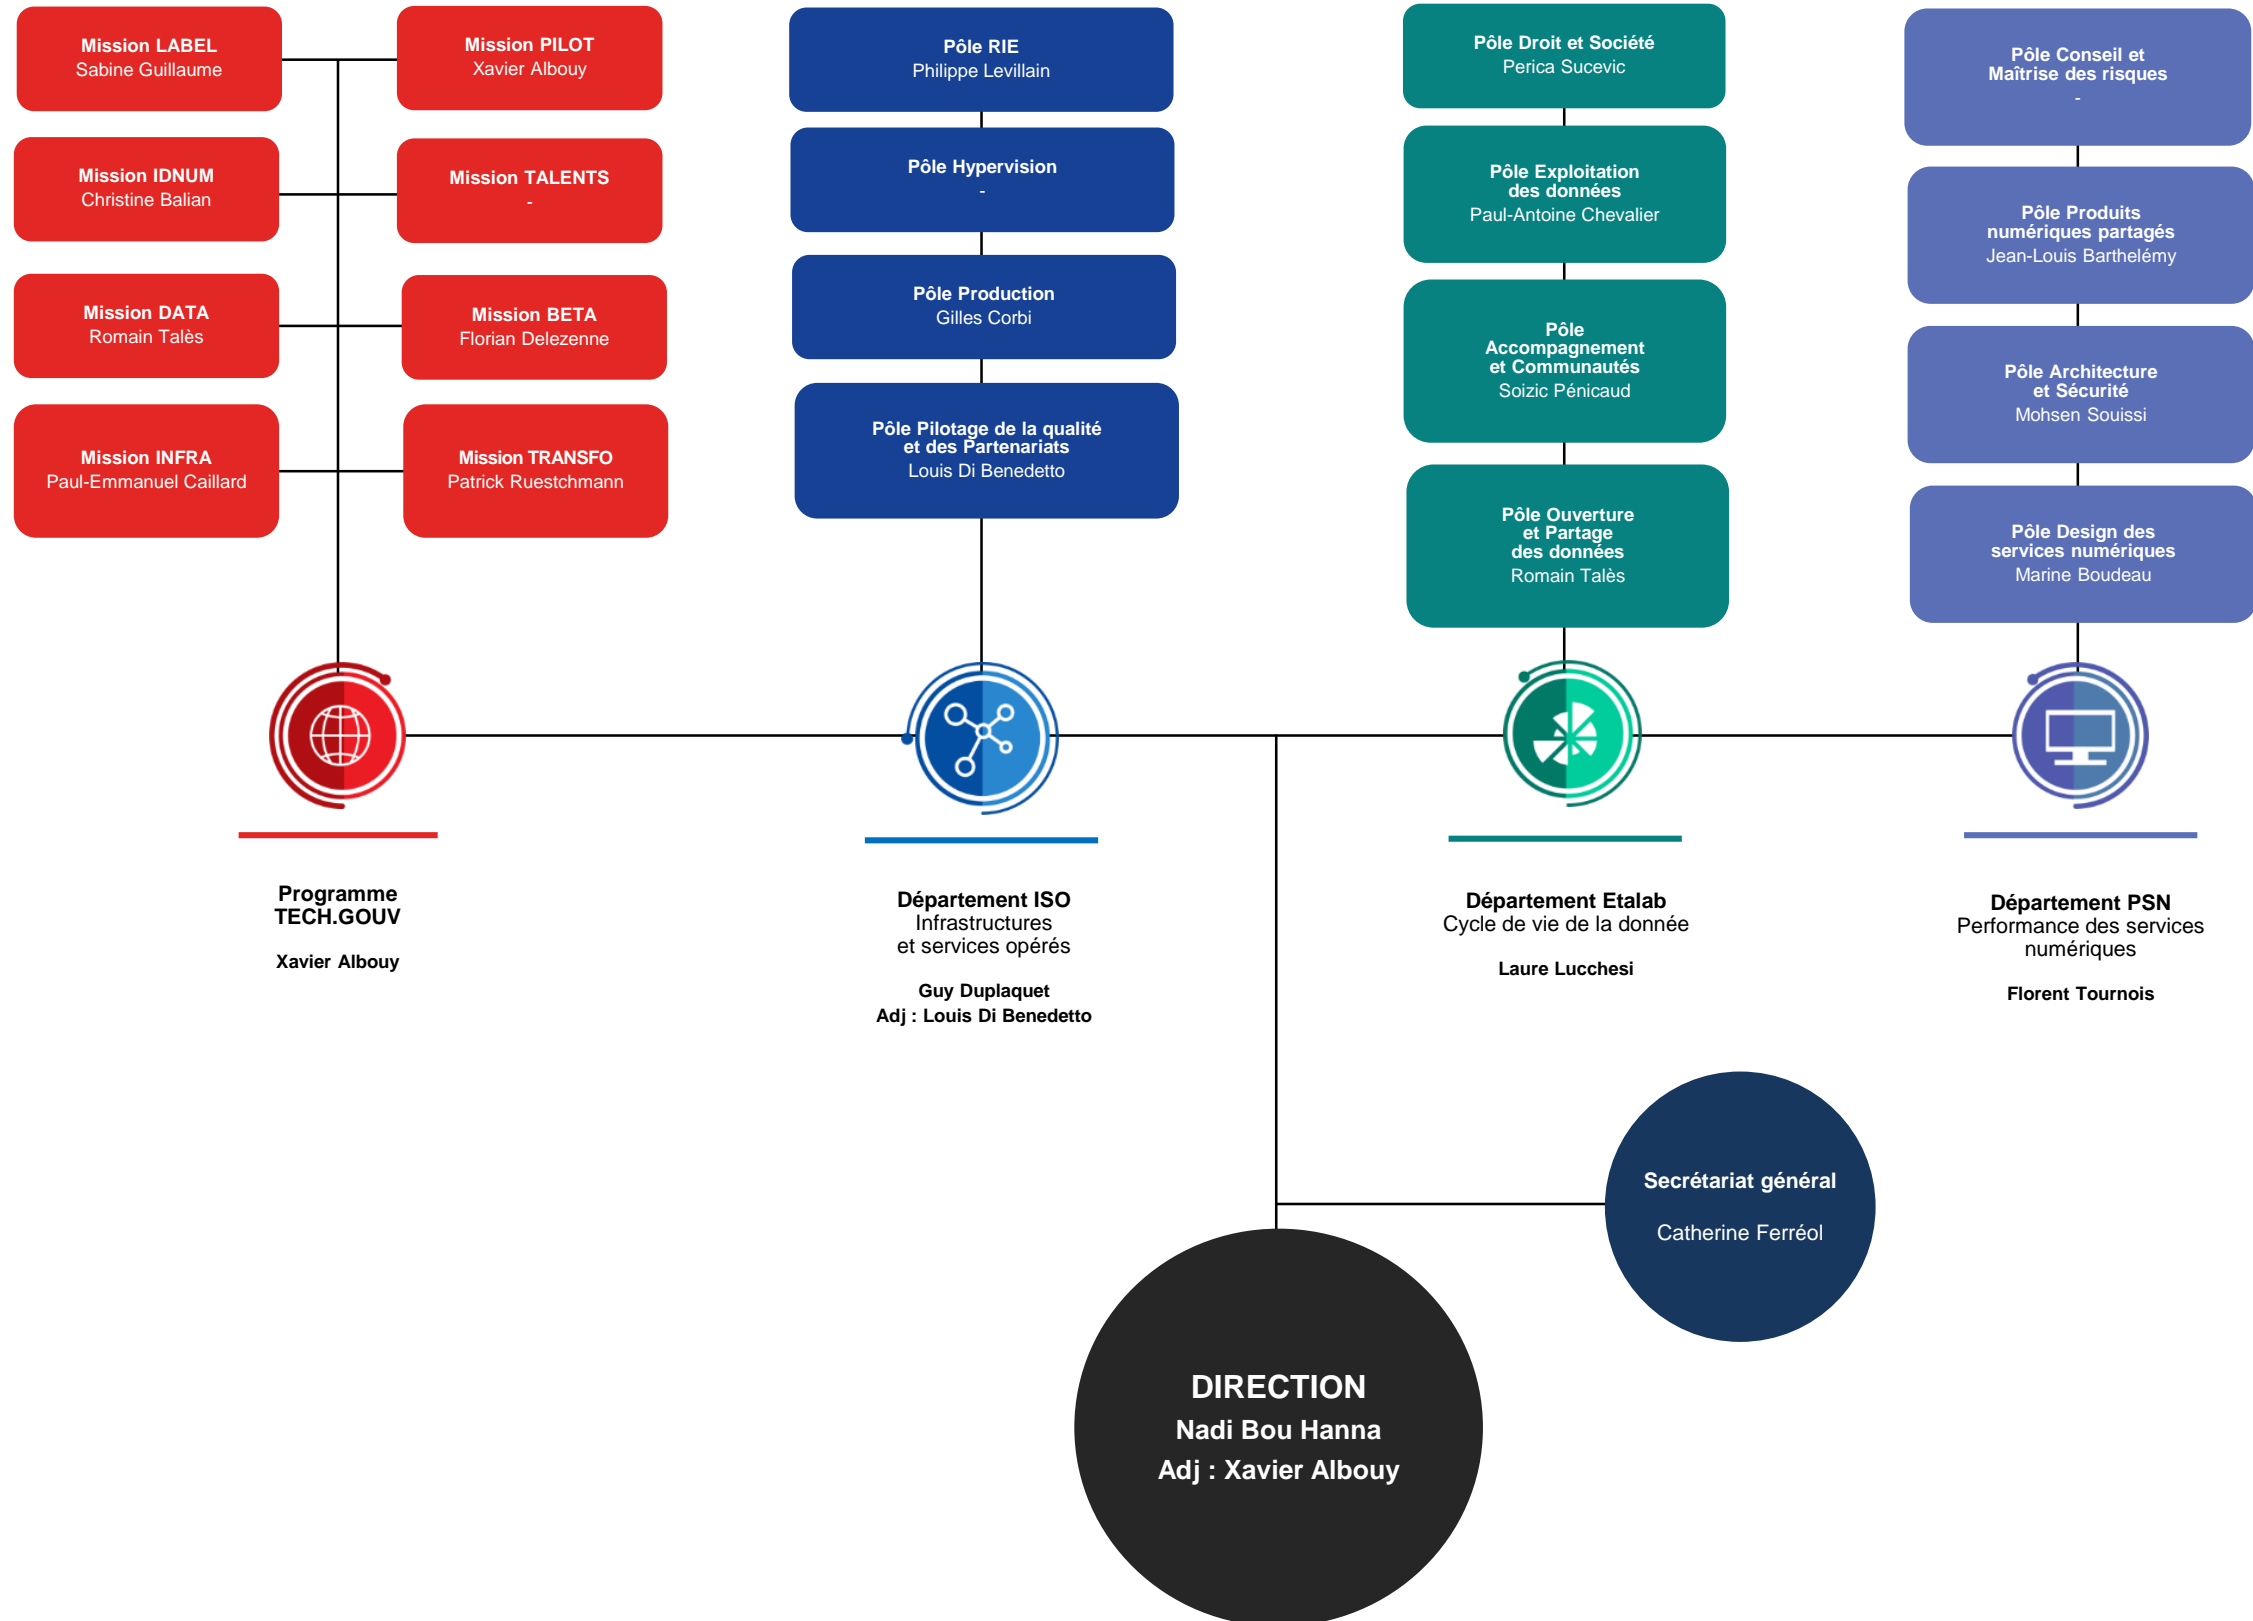 Mission LABEL
Sabine Guillaume
Mission PILOT
Xavier Albouy
Mission IDNUM
Christine Balian
Mission TALENTS
-
Mission DATA
Romain Talès
Mission BETA
Florian Delezenne
Mission INFRA
Paul-Emmanuel Caillard
Mission TRANSFO
Patrick Ruestchmann
Pôle RIE
Philippe Levillain
Pôle Hypervision
-
Pôle Production
Gilles Corbi
Pôle Pilotage de la qualité
et des Partenariats
Louis Di Benedetto
Pôle Droit et Société
Perica Sucevic
Pôle Exploitation
des données
Paul-Antoine Chevalier
Pôle
Accompagnement
et Communautés
Soizic Pénicaud
Pôle Ouverture
et Partage
des données
Romain Talès
Pôle Conseil et
Maîtrise des risques
-
Pôle Produits
numériques partagés
Jean-Louis Barthelémy
Pôle Architecture
et Sécurité
Mohsen Souissi
Pôle Design des
services numériques
Marine Boudeau
Programme
TECH.GOUV
Xavier Albouy
Département ISO
Infrastructures
et services opérés
Guy Duplaquet
Adj : Louis Di Benedetto
Département Etalab
Cycle de vie de la donnée
Laure Lucchesi
Département PSN
Performance des services
numériques
Florent Tournois
Secrétariat général
Catherine Ferréol
DIRECTION
Nadi Bou Hanna
Adj : Xavier Albouy